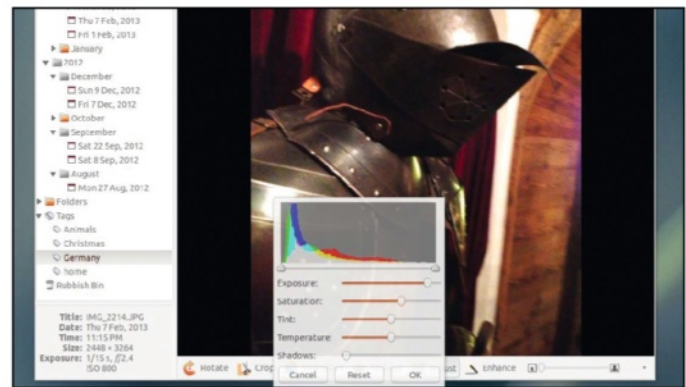 Thu 7 Feb, 2013
Fri 1 Feb, 2013
January
2012
December
Sun 9 Dec, 2012
Fri 7 Dec, 2012
October
September
Sat 22 Sep, 2012
Sat 8 Sep, 2012
August
Mon 27 Aug, 2012
Folders
Tags
Animals
Christmas
Germany
home
Rubbish Bin
Title: IMG_2214.JPG
Date: Thu 7 Feb, 2013
Time: 11:15 PM
Size: 2448 × 3264
Exposure: 1/15 s, f/2.4
ISO 800
Exposure:
Saturation:
Tint:
Temperature:
Shadows:
Cancel Reset OK
Rotate Crop Enhance